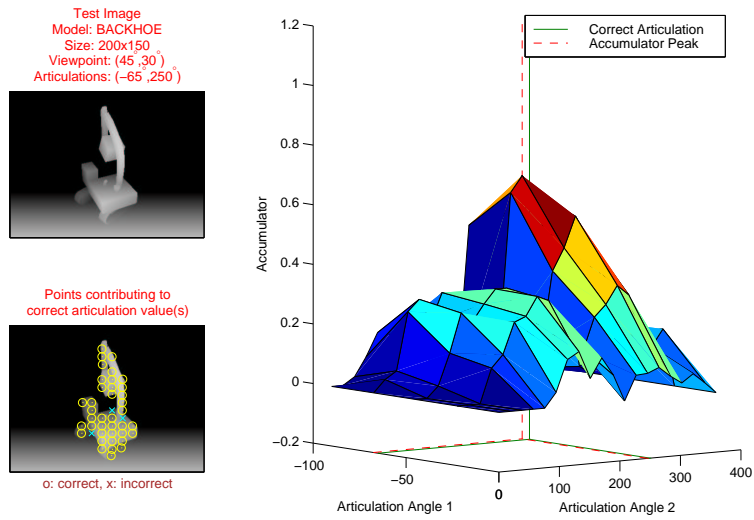 Test Image
Model: BACKHOE
Size: 200x150
Viewpoint: (45°,30°)
Articulations: (−65°,250°)
Points contributing to
correct articulation value(s)
o: correct, x: incorrect
Correct Articulation
Accumulator Peak
1.2
1
0.8
0.6
0.4
0.2
0
−0.2
Accumulator
−100
−50
0
0
100
200
300
400
Articulation Angle 1
Articulation Angle 2